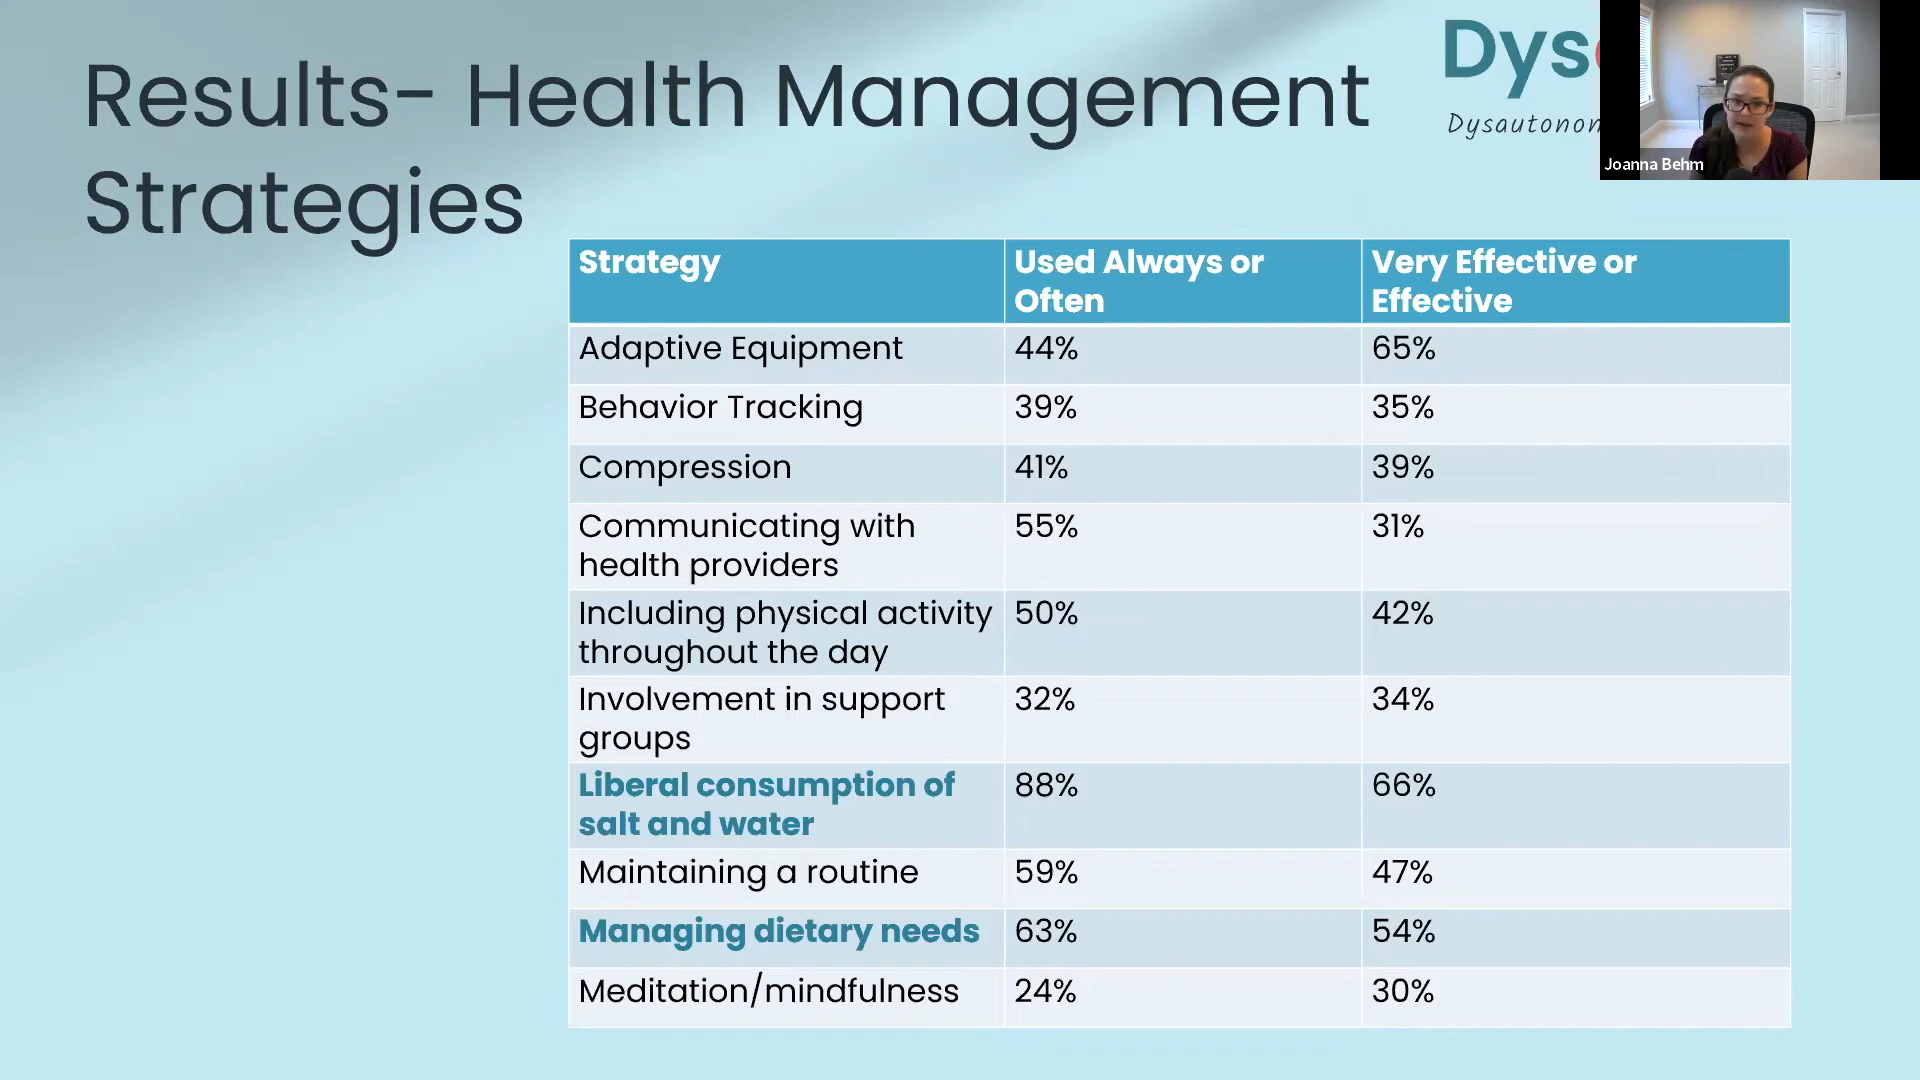 Results- Health Management
Strategies
Joanna Behm
Strategy
Used Always or
Often
Very Effective or
Effective
Adaptive Equipment
44%
65%
Behavior Tracking
39%
35%
Compression
41%
39%
Communicating with
health providers
55%
31%
Including physical activity
throughout the day
50%
42%
Involvement in support
groups
32%
34%
Liberal consumption of
salt and water
88%
66%
Maintaining a routine
59%
47%
Managing dietary needs
63%
54%
Meditation/mindfulness
24%
30%